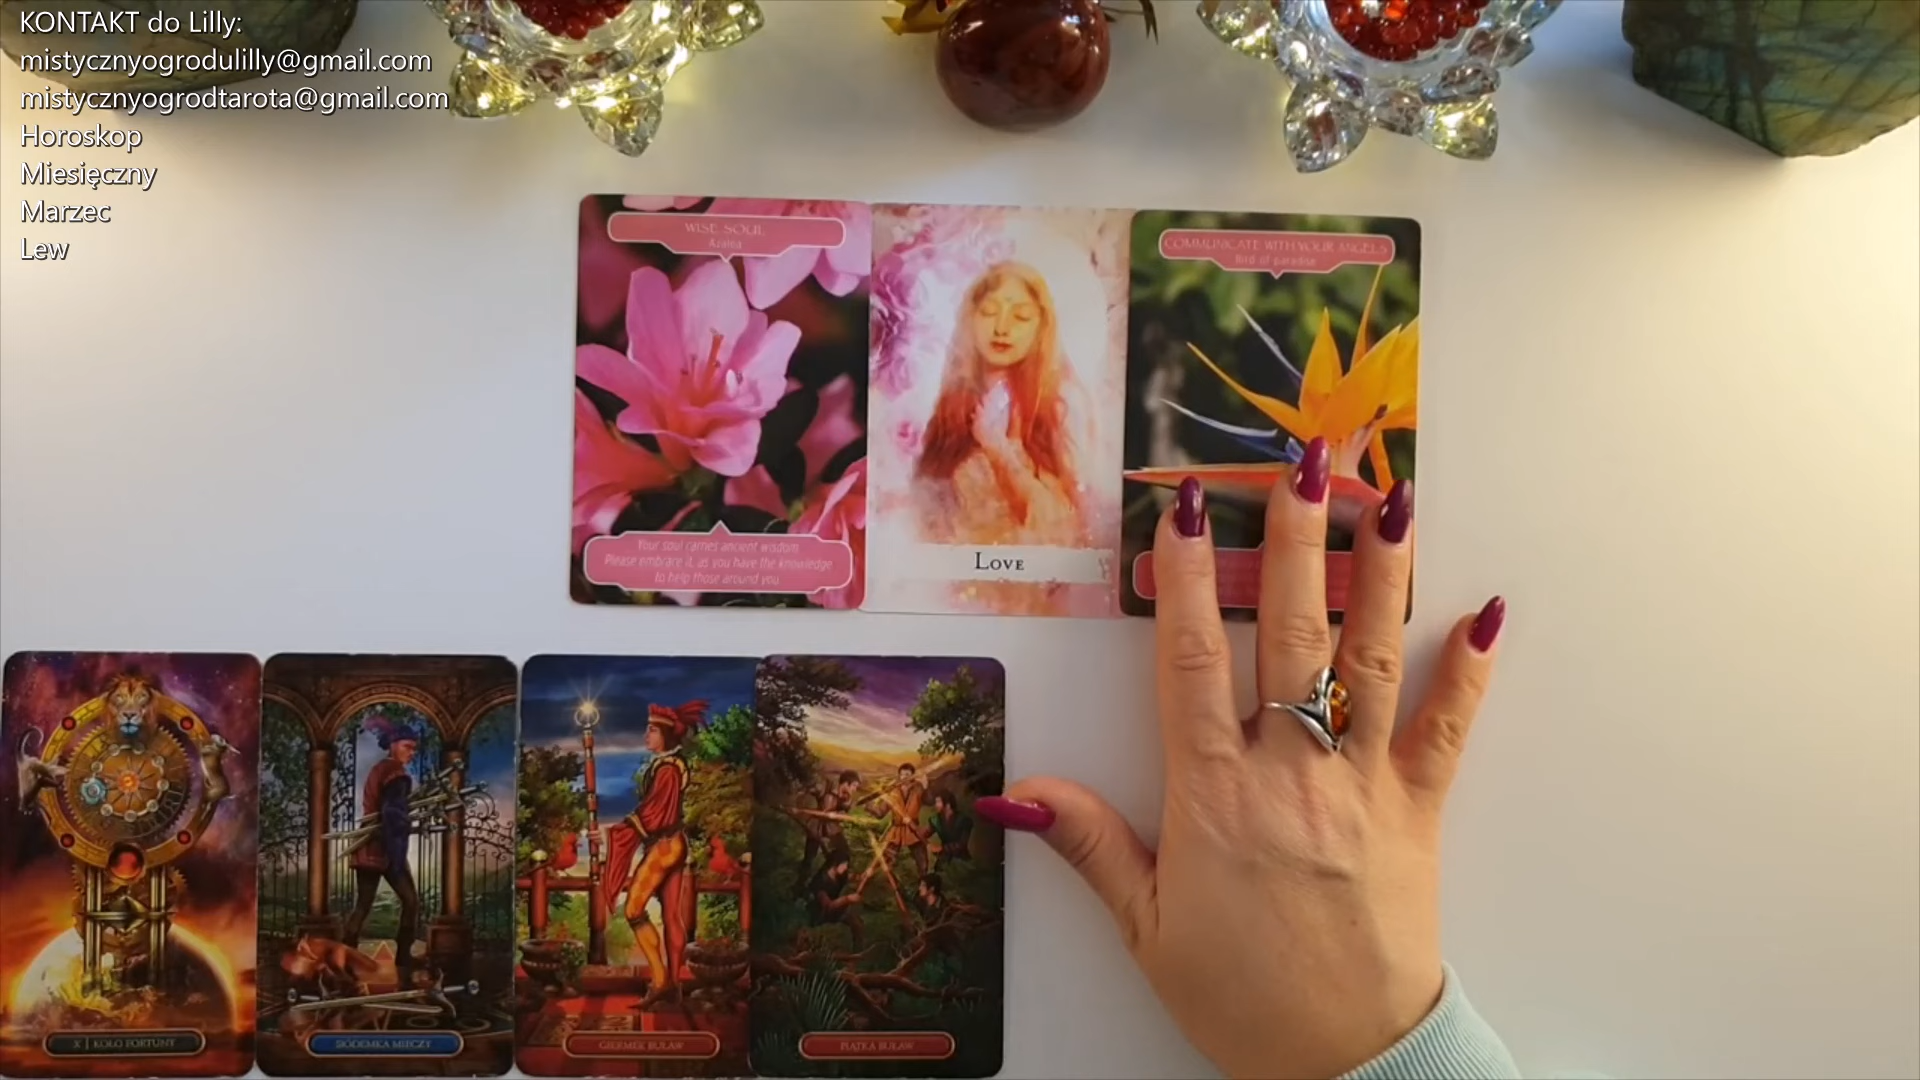 KONTAKT do Lilly:
mistycznyogrodulilly@gmail.com
mistycznyogrodtarota@gmail.com
Horoskop
Miesięczny
Marzec
Lew
WISE SOUL
Azalea
COMMUNICATE WITH YOUR ANGELS
Bird of paradise
Your soul carries ancient wisdom.
Please embrace it, as you have the knowledge
to help those around you.
LOVE
X | KOŁO FORTUNY
SIÓDEMKA MIECZY
GIERMEK BUŁAW
PIĄTKA BUŁAW